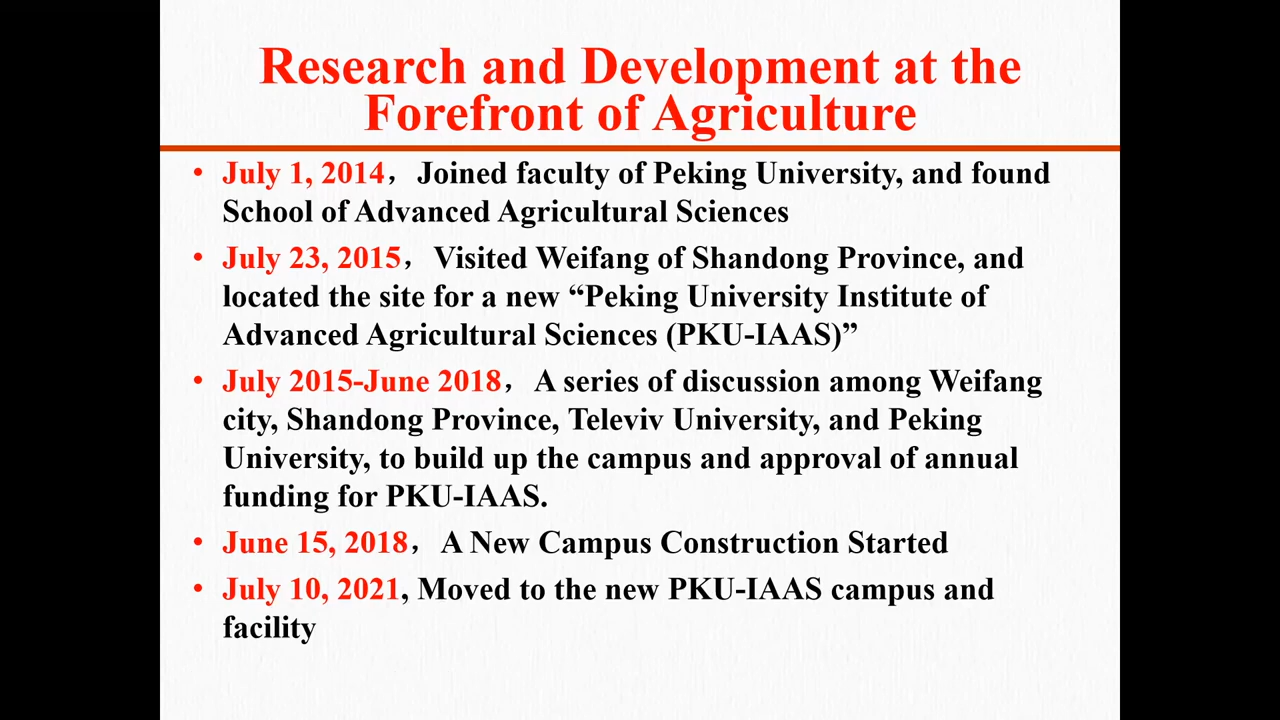 Research and Development at the
Forefront of Agriculture
• July 1, 2014，Joined faculty of Peking University, and found
School of Advanced Agricultural Sciences
• July 23, 2015，Visited Weifang of Shandong Province, and
located the site for a new “Peking University Institute of
Advanced Agricultural Sciences (PKU-IAAS)”
• July 2015-June 2018，A series of discussion among Weifang
city, Shandong Province, Televiv University, and Peking
University, to build up the campus and approval of annual
funding for PKU-IAAS.
• June 15, 2018，A New Campus Construction Started
• July 10, 2021, Moved to the new PKU-IAAS campus and
facility